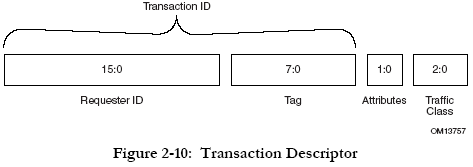 Transaction ID
15:0 7:0 1:0 2:0
Requester ID Tag Attributes Traffic
Class
OM13757
Figure 2-10: Transaction Descriptor